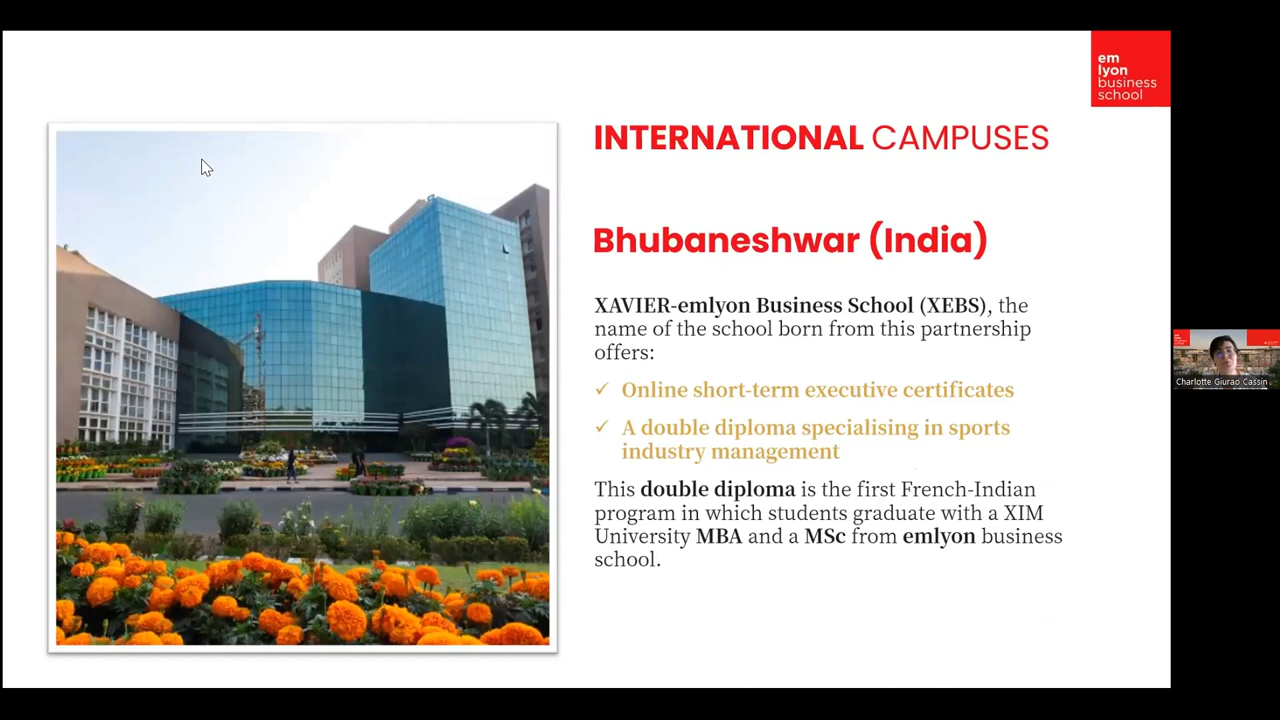 em
lyon
business
school
INTERNATIONAL CAMPUSES
Bhubaneshwar (India)
XAVIER-emlyon Business School (XEBS), the
name of the school born from this partnership
offers:
✓ Online short-term executive certificates
✓ A double diploma specialising in sports
industry management
This double diploma is the first French-Indian
program in which students graduate with a XIM
University MBA and a MSc from emlyon business
school.
Charlotte Giurao Cassin